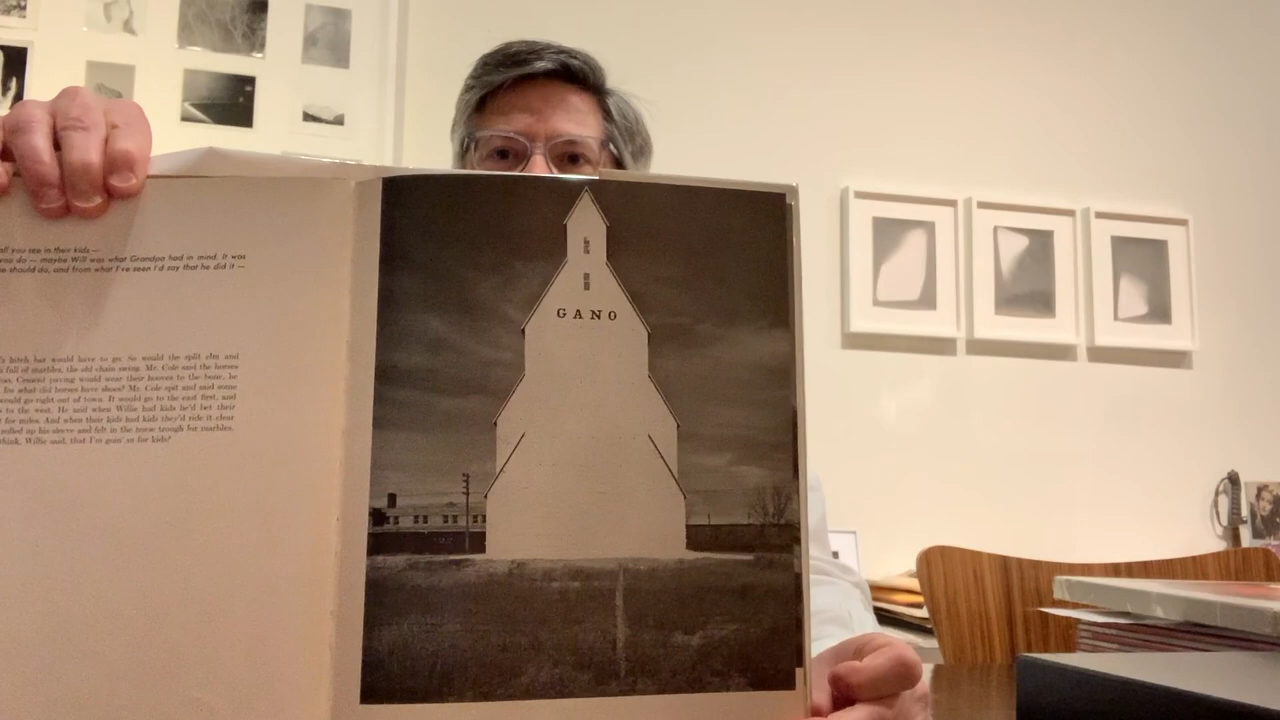 all you see in their kids —
you do — maybe Will was what Grandpa had in mind. It was
he should do, and from what I've seen I'd say that he did it —
's hitch but would have to go. So would the split elm and
full of marbles, the old chain swing. Mr. Cole said the horses
too. Cement paving would wear their hooves to the bone, he
for what did horses have shoes? Mr. Cole spit and said some
would go right out of town. It would go to the east first, and
to the west. He said when Willie had kids he'd bet their
for miles. And when their kids had kids they'd ride it clear
rolled up his sleeve and felt in the horse trough for marbles.
think, Willie said, that I'm goin' in for kids?
GANO